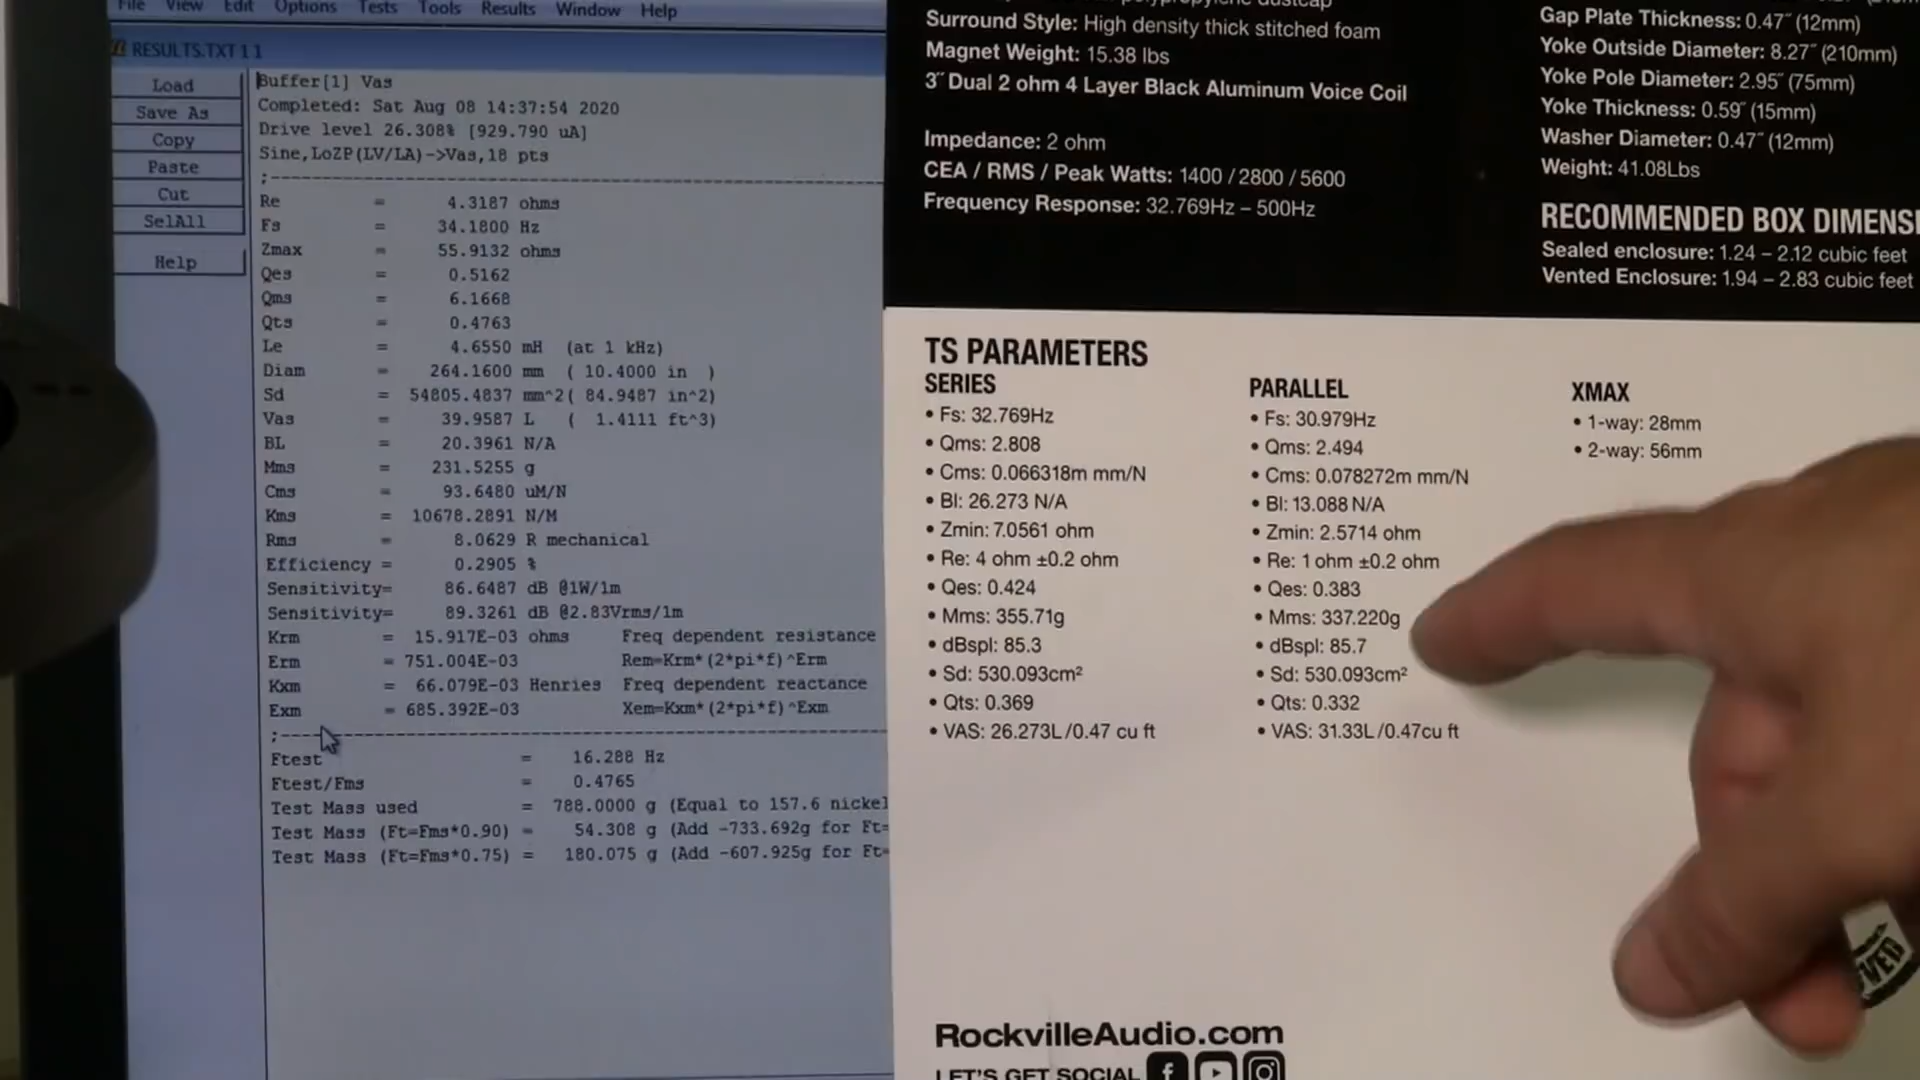 File View Edit Options Tests Tools Results Window Help
RESULTS.TXT 1 1
Load
Save As
Copy
Paste
Cut
SelAll
Help
Buffer[1] Vas
Completed: Sat Aug 08 14:37:54 2020
Drive level 26.308% [929.790 uA]
Sine,LoZP(LV/LA)->Vas,18 pts
;----------------------------------------
Re = 4.3187 ohms
Fs = 34.1800 Hz
Zmax = 55.9132 ohms
Qes = 0.5162
Qms = 6.1668
Qts = 0.4763
Le = 4.6550 mH (at 1 kHz)
Diam = 264.1600 mm ( 10.4000 in )
Sd = 54805.4837 mm^2( 84.9487 in^2)
Vas = 39.9587 L ( 1.4111 ft^3)
BL = 20.3961 N/A
Mms = 231.5255 g
Cms = 93.6480 uM/N
Kms = 10678.2891 N/M
Rms = 8.0629 R mechanical
Efficiency = 0.2905 %
Sensitivity= 86.6487 dB @1W/1m
Sensitivity= 89.3261 dB @2.83Vrms/1m
Krm = 15.917E-03 ohms Freq dependent resistance
Erm = 751.004E-03 Rem=Krm*(2*pi*f)^Erm
Kxm = 66.079E-03 Henries Freq dependent reactance
Exm = 685.392E-03 Xem=Kxm*(2*pi*f)^Exm
;----------------------------------------
Ftest = 16.288 Hz
Ftest/Fms = 0.4765
Test Mass used = 788.0000 g (Equal to 157.6 nickel
Test Mass (Ft=Fms*0.90) = 54.308 g (Add -733.692g for Ft=
Test Mass (Ft=Fms*0.75) = 180.075 g (Add -607.925g for Ft=
polypropylene dustcap
Surround Style: High density thick stitched foam
Magnet Weight: 15.38 lbs
3″ Dual 2 ohm 4 Layer Black Aluminum Voice Coil
Impedance: 2 ohm
CEA / RMS / Peak Watts: 1400 / 2800 / 5600
Frequency Response: 32.769Hz – 500Hz
Gap Plate Thickness: 0.47″ (12mm)
Yoke Outside Diameter: 8.27″ (210mm)
Yoke Pole Diameter: 2.95″ (75mm)
Yoke Thickness: 0.59″ (15mm)
Washer Diameter: 0.47″ (12mm)
Weight: 41.08Lbs
RECOMMENDED BOX DIMENSI
Sealed enclosure: 1.24 – 2.12 cubic feet
Vented Enclosure: 1.94 – 2.83 cubic feet
TS PARAMETERS
SERIES
• Fs: 32.769Hz
• Qms: 2.808
• Cms: 0.066318m mm/N
• Bl: 26.273 N/A
• Zmin: 7.0561 ohm
• Re: 4 ohm ±0.2 ohm
• Qes: 0.424
• Mms: 355.71g
• dBspl: 85.3
• Sd: 530.093cm²
• Qts: 0.369
• VAS: 26.273L/0.47 cu ft
PARALLEL
• Fs: 30.979Hz
• Qms: 2.494
• Cms: 0.078272m mm/N
• Bl: 13.088 N/A
• Zmin: 2.5714 ohm
• Re: 1 ohm ±0.2 ohm
• Qes: 0.383
• Mms: 337.220g
• dBspl: 85.7
• Sd: 530.093cm²
• Qts: 0.332
• VAS: 31.33L/0.47cu ft
XMAX
• 1-way: 28mm
• 2-way: 56mm
RockvilleAudio.com
LET'S GET SOCIAL